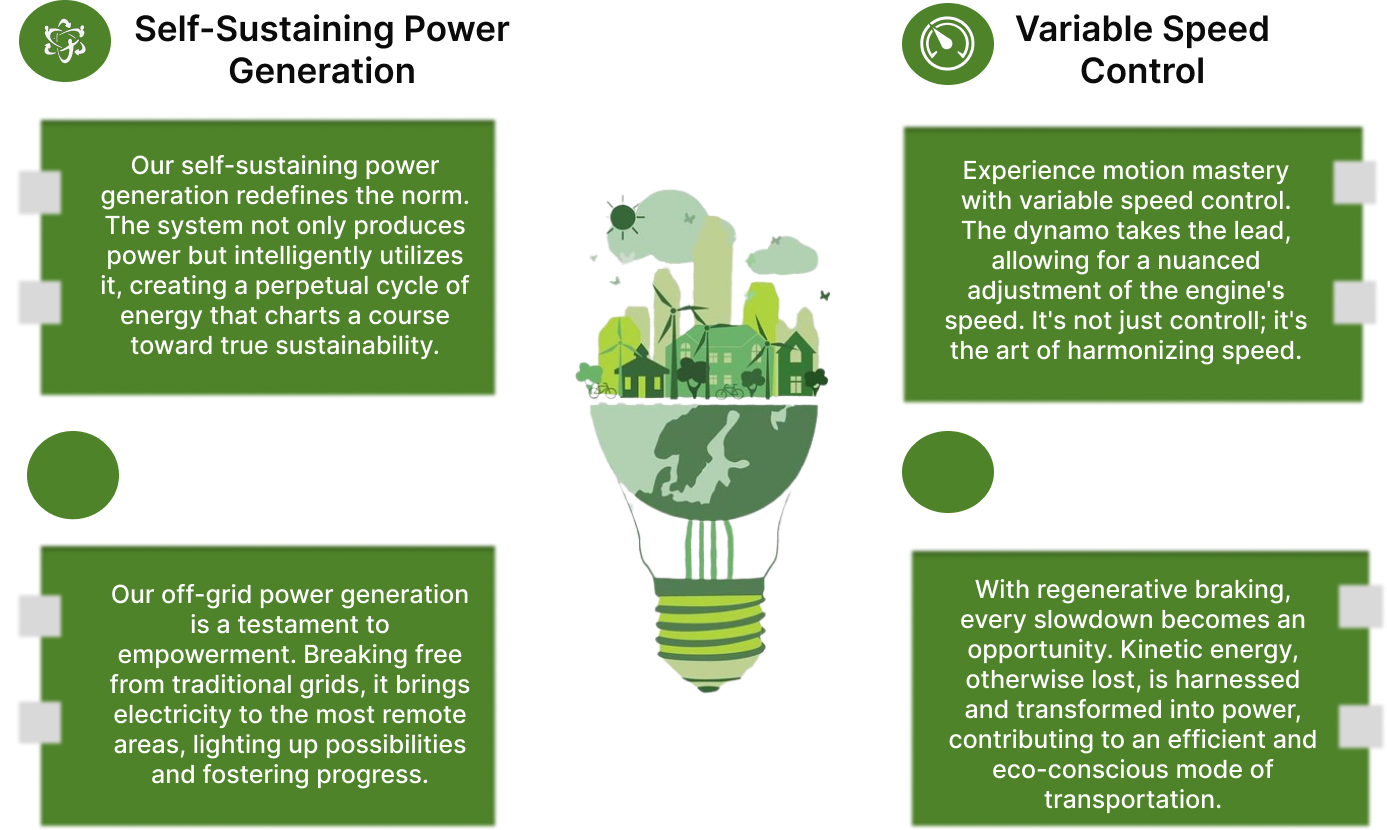 Self-Sustaining Power
Generation
Our self-sustaining power
generation redefines the norm.
The system not only produces
power but intelligently utilizes
it, creating a perpetual cycle of
energy that charts a course
toward true sustainability.
Variable Speed
Control
Experience motion mastery
with variable speed control.
The dynamo takes the lead,
allowing for a nuanced
adjustment of the engine's
speed. It's not just controll; it's
the art of harmonizing speed.
Our off-grid power generation
is a testament to
empowerment. Breaking free
from traditional grids, it brings
electricity to the most remote
areas, lighting up possibilities
and fostering progress.
With regenerative braking,
every slowdown becomes an
opportunity. Kinetic energy,
otherwise lost, is harnessed
and transformed into power,
contributing to an efficient and
eco-conscious mode of
transportation.